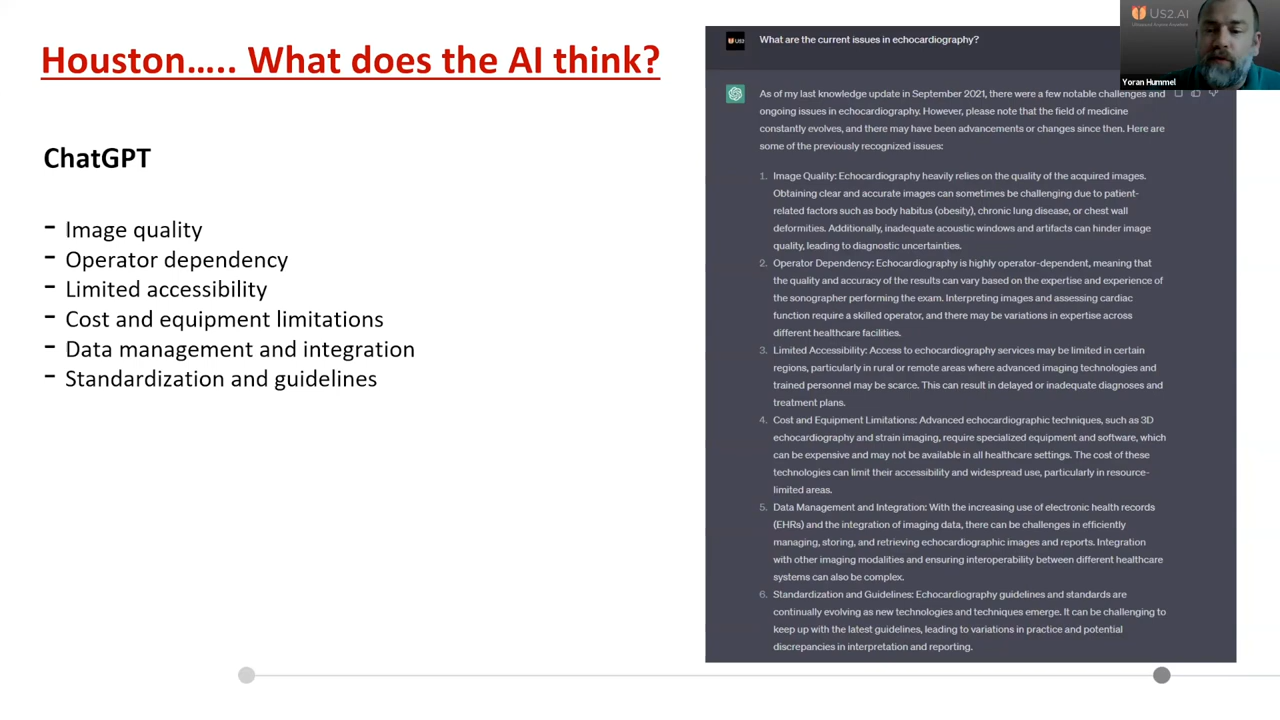 Houston….. What does the AI think?
ChatGPT
- Image quality
- Operator dependency
- Limited accessibility
- Cost and equipment limitations
- Data management and integration
- Standardization and guidelines
US2
What are the current issues in echocardiography?
As of my last knowledge update in September 2021, there were a few notable challenges and
ongoing issues in echocardiography. However, please note that the field of medicine
constantly evolves, and there may have been advancements or changes since then. Here are
some of the previously recognized issues:
1. Image Quality: Echocardiography heavily relies on the quality of the acquired images.
Obtaining clear and accurate images can sometimes be challenging due to patient-
related factors such as body habitus (obesity), chronic lung disease, or chest wall
deformities. Additionally, inadequate acoustic windows and artifacts can hinder image
quality, leading to diagnostic uncertainties.
2. Operator Dependency: Echocardiography is highly operator-dependent, meaning that
the quality and accuracy of the results can vary based on the expertise and experience of
the sonographer performing the exam. Interpreting images and assessing cardiac
function require a skilled operator, and there may be variations in expertise across
different healthcare facilities.
3. Limited Accessibility: Access to echocardiography services may be limited in certain
regions, particularly in rural or remote areas where advanced imaging technologies and
trained personnel may be scarce. This can result in delayed or inadequate diagnoses and
treatment plans.
4. Cost and Equipment Limitations: Advanced echocardiographic techniques, such as 3D
echocardiography and strain imaging, require specialized equipment and software, which
can be expensive and may not be available in all healthcare settings. The cost of these
technologies can limit their accessibility and widespread use, particularly in resource-
limited areas.
5. Data Management and Integration: With the increasing use of electronic health records
(EHRs) and the integration of imaging data, there can be challenges in efficiently
managing, storing, and retrieving echocardiographic images and reports. Integration
with other imaging modalities and ensuring interoperability between different healthcare
systems can also be complex.
6. Standardization and Guidelines: Echocardiography guidelines and standards are
continually evolving as new technologies and techniques emerge. It can be challenging to
keep up with the latest guidelines, leading to variations in practice and potential
discrepancies in interpretation and reporting.
US2.AI
Yoran Hummel